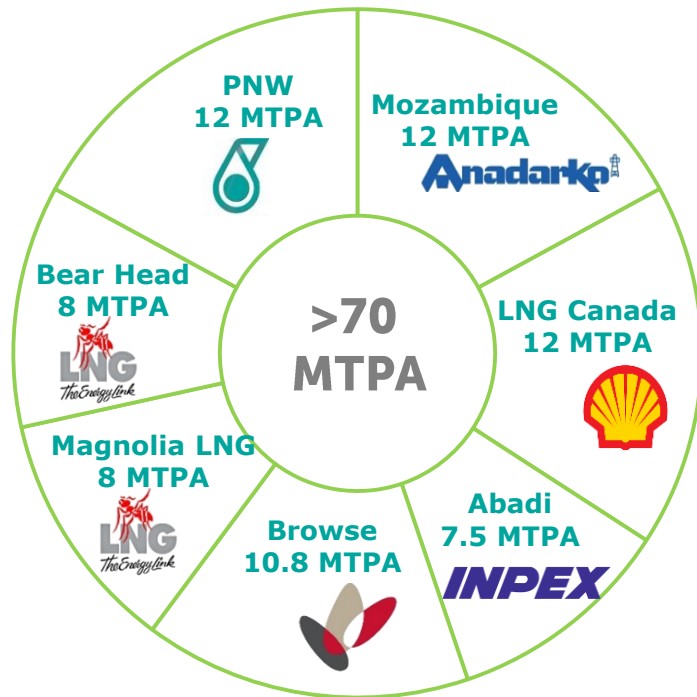 PNW
12 MTPA
Mozambique
12 MTPA
Anadarko
Bear Head
8 MTPA
LNG
The Energy Link
>70
MTPA
LNG Canada
12 MTPA
Magnolia LNG
8 MTPA
LNG
The Energy Link
Browse
10.8 MTPA
Abadi
7.5 MTPA
INPEX